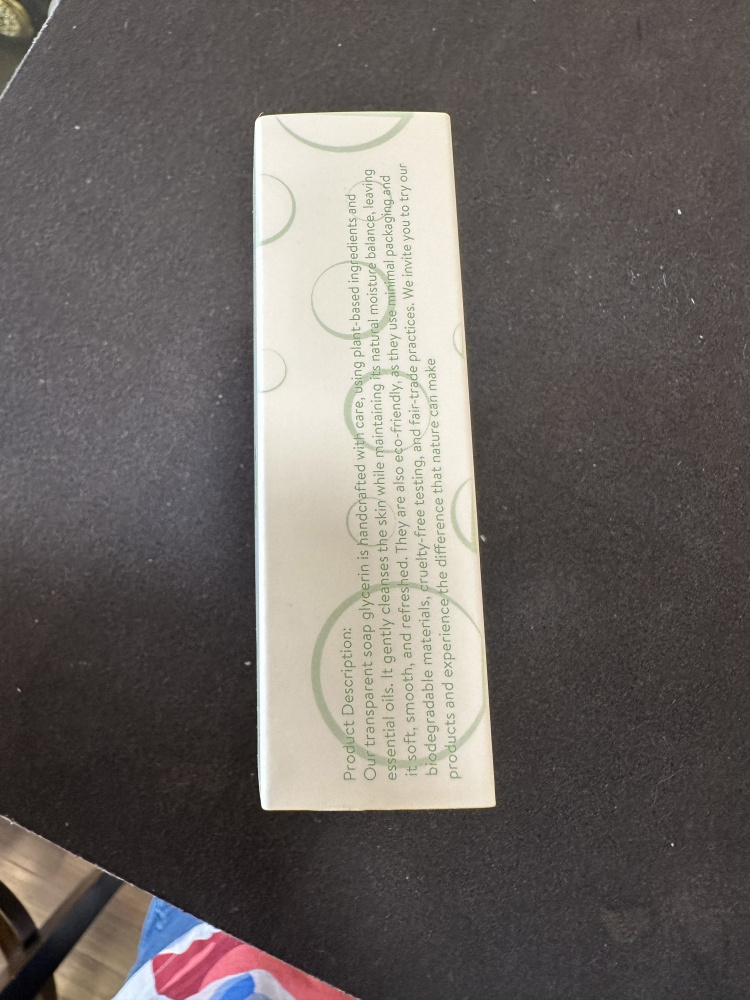 Product Description:
Our transparent soap glycerin is handcrafted with care, using plant-based ingredients and
essential oils. It gently cleanses the skin while maintaining its natural moisture balance, leaving
it soft, smooth, and refreshed. They are also eco-friendly, as they use minimal packaging and
biodegradable materials, cruelty-free testing, and fair-trade practices. We invite you to try our
products and experience the difference that nature can make